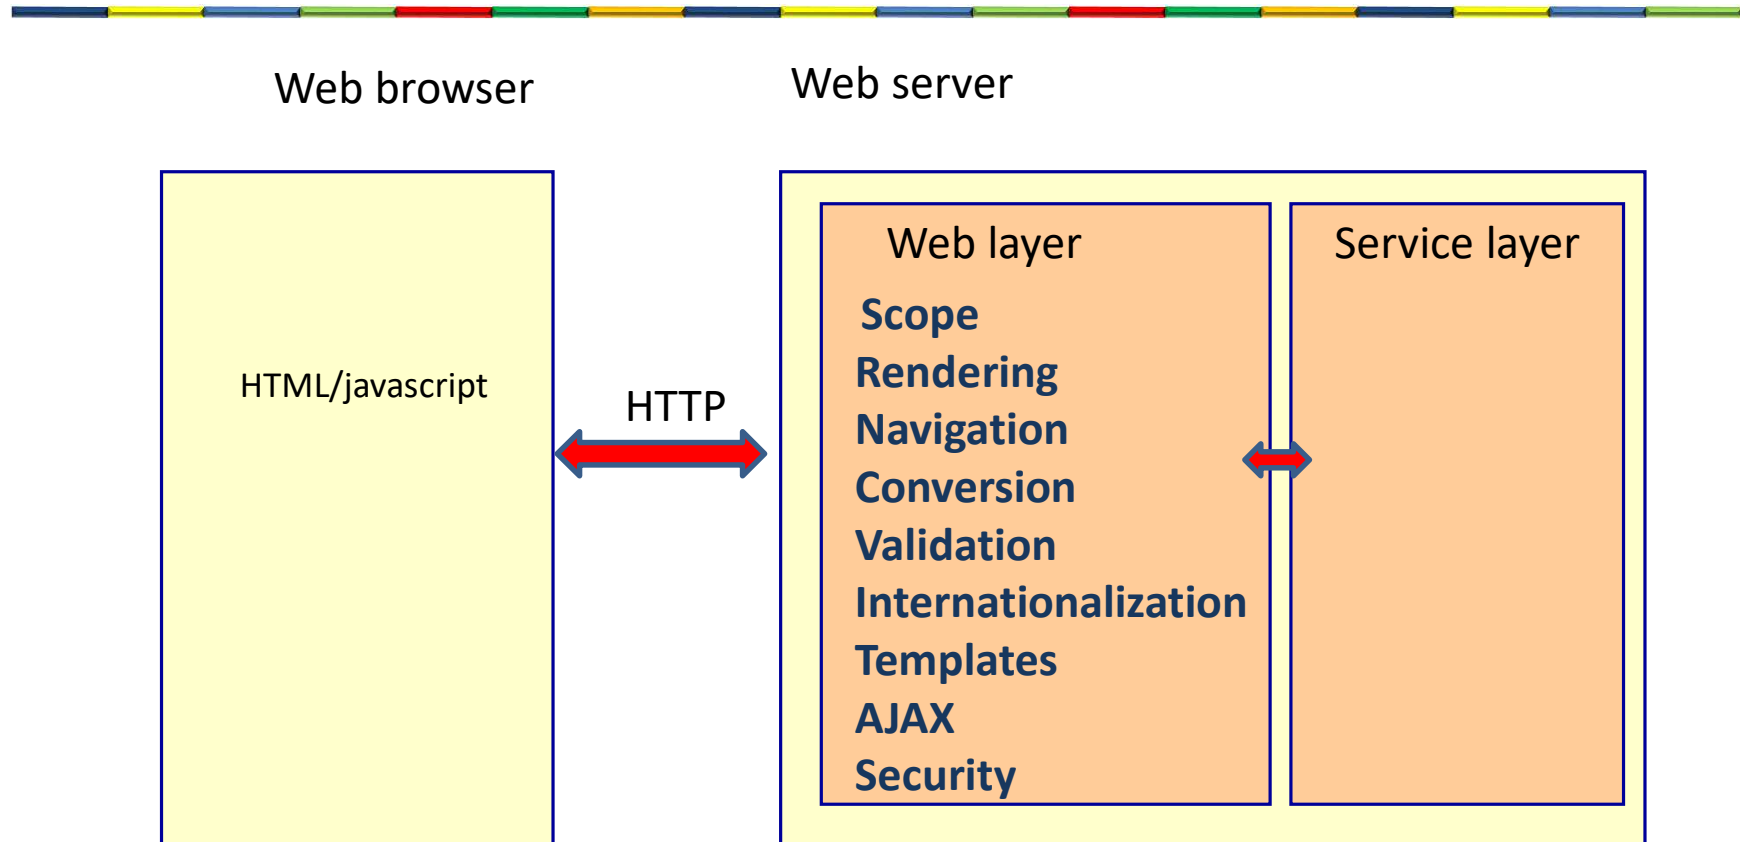 Web browser
Web server
HTML/javascript
HTTP
Web layer
Scope
Rendering
Navigation
Conversion
Validation
Internationalization
Templates
AJAX
Security
Service layer